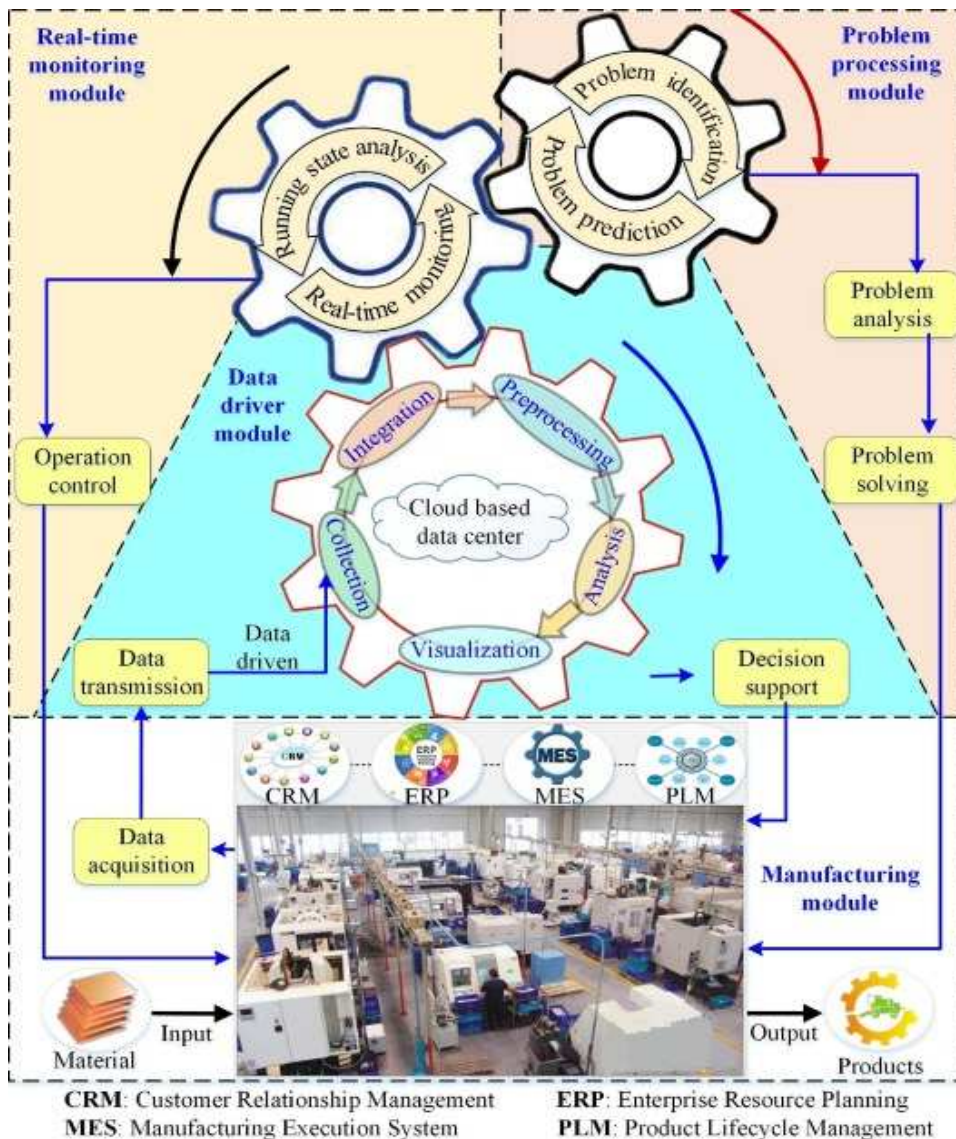 Real-time
monitoring
module
Problem
processing
module
Running state analysis
Real-time monitoring
Problem identification
Problem prediction
Problem
analysis
Data
driver
module
Integration
Preprocessing
Operation
control
Problem
solving
Cloud based
data center
Collection
Analysis
Visualization
Data
transmission
Data
driven
Decision
support
CRM
ERP
MES
CRM
ERP
MES
PLM
Data
acquisition
Manufacturing
module
Input
Output
Material
Products
CRM: Customer Relationship Management
ERP: Enterprise Resource Planning
MES: Manufacturing Execution System
PLM: Product Lifecycle Management